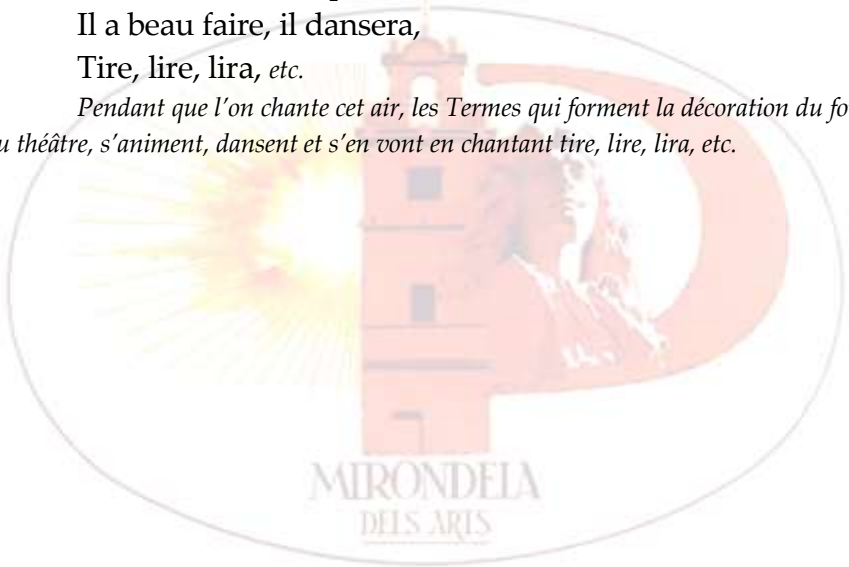 Il a beau faire, il dansera,
Tire, lire, lira, etc.
Pendant que l'on chante cet air, les Termes qui forment la décoration du fo
u théâtre, s'animent, dansent et s'en vont en chantant tire, lire, lira, etc.
MIRONDELA
DELS ARTS